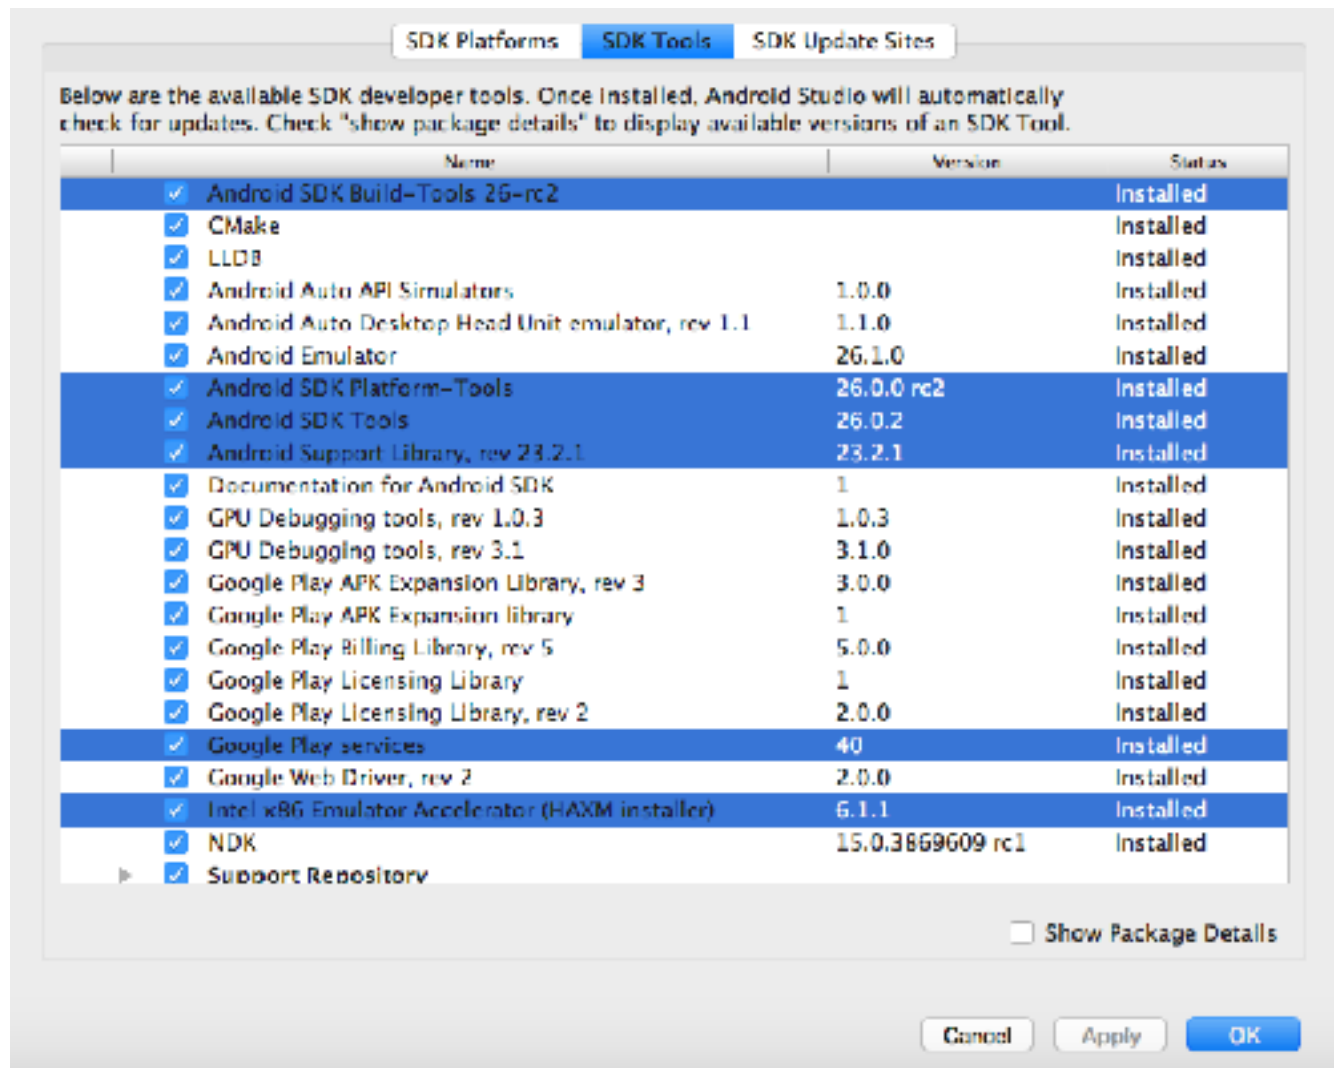 SDK Platforms SDK Tools SDK Update Sites
Below are the available SDK developer tools. Once installed, Android Studio will automatically
check for updates. Check "show package details" to display available versions of an SDK Tool.
Name Version Status
Android SDK Build-Tools 26-rc2 Installed
CMake Installed
LLDB Installed
Android Auto API Simulators 1.0.0 Installed
Android Auto Desktop Head Unit emulator, rev 1.1 1.1.0 Installed
Android Emulator 26.1.0 Installed
Android SDK Platform-Tools 26.0.0 rc2 Installed
Android SDK Tools 26.0.2 Installed
Android Support Library, rev 23.2.1 23.2.1 Installed
Documentation for Android SDK 1 Installed
GPU Debugging tools, rev 1.0.3 1.0.3 Installed
GPU Debugging tools, rev 3.1 3.1.0 Installed
Google Play APK Expansion Library, rev 3 3.0.0 Installed
Google Play APK Expansion library 1 Installed
Google Play Billing Library, rev 5 5.0.0 Installed
Google Play Licensing Library 1 Installed
Google Play Licensing Library, rev 2 2.0.0 Installed
Google Play services 40 Installed
Google Web Driver, rev 2 2.0.0 Installed
Intel x86 Emulator Accelerator (HAXM installer) 6.1.1 Installed
NDK 15.0.3869609 rc1 Installed
Support Repository
Show Package Details
Cancel Apply OK